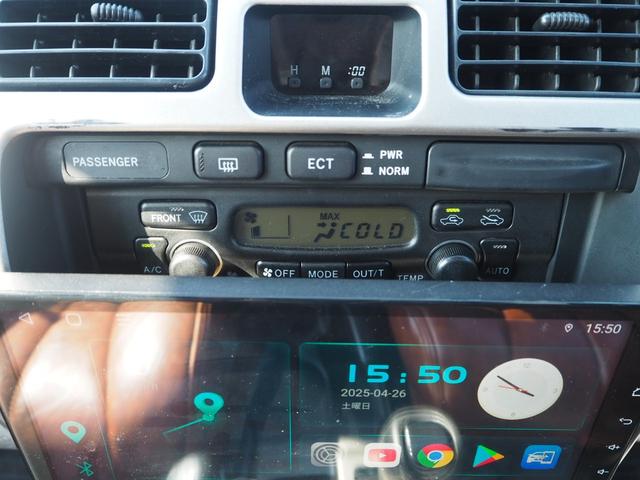 H M :00
PASSENGER
ECT
PWR
NORM
FRONT
MAX
COLD
A/C
OFF MODE OUT/T TEMP AUTO
15:50
15:50
2025-04-26
土曜日